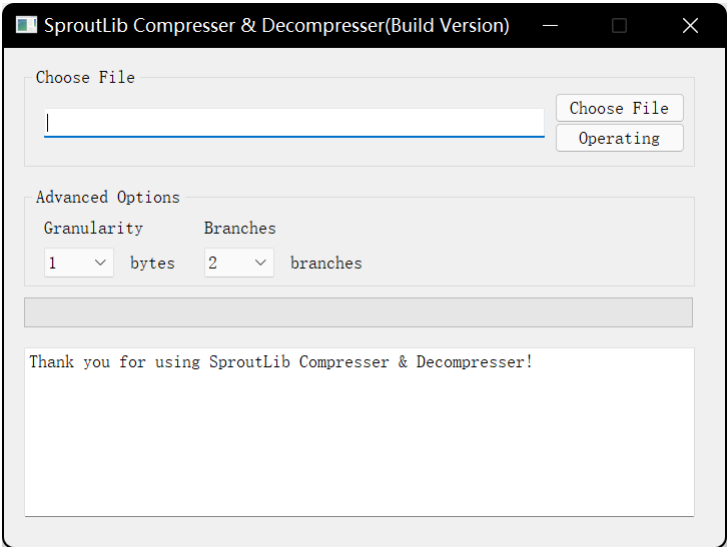 SproutLib Compresser & Decompresser(Build Version)
Choose File
Choose File
Operating
Advanced Options
Granularity Branches
1 bytes 2 branches
Thank you for using SproutLib Compresser & Decompresser!